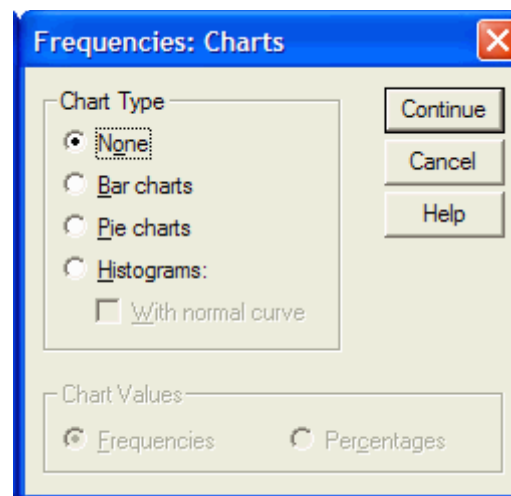 Frequencies: Charts
Chart Type
None
Bar charts
Pie charts
Histograms:
With normal curve
Continue
Cancel
Help
Chart Values
Frequencies Percentages